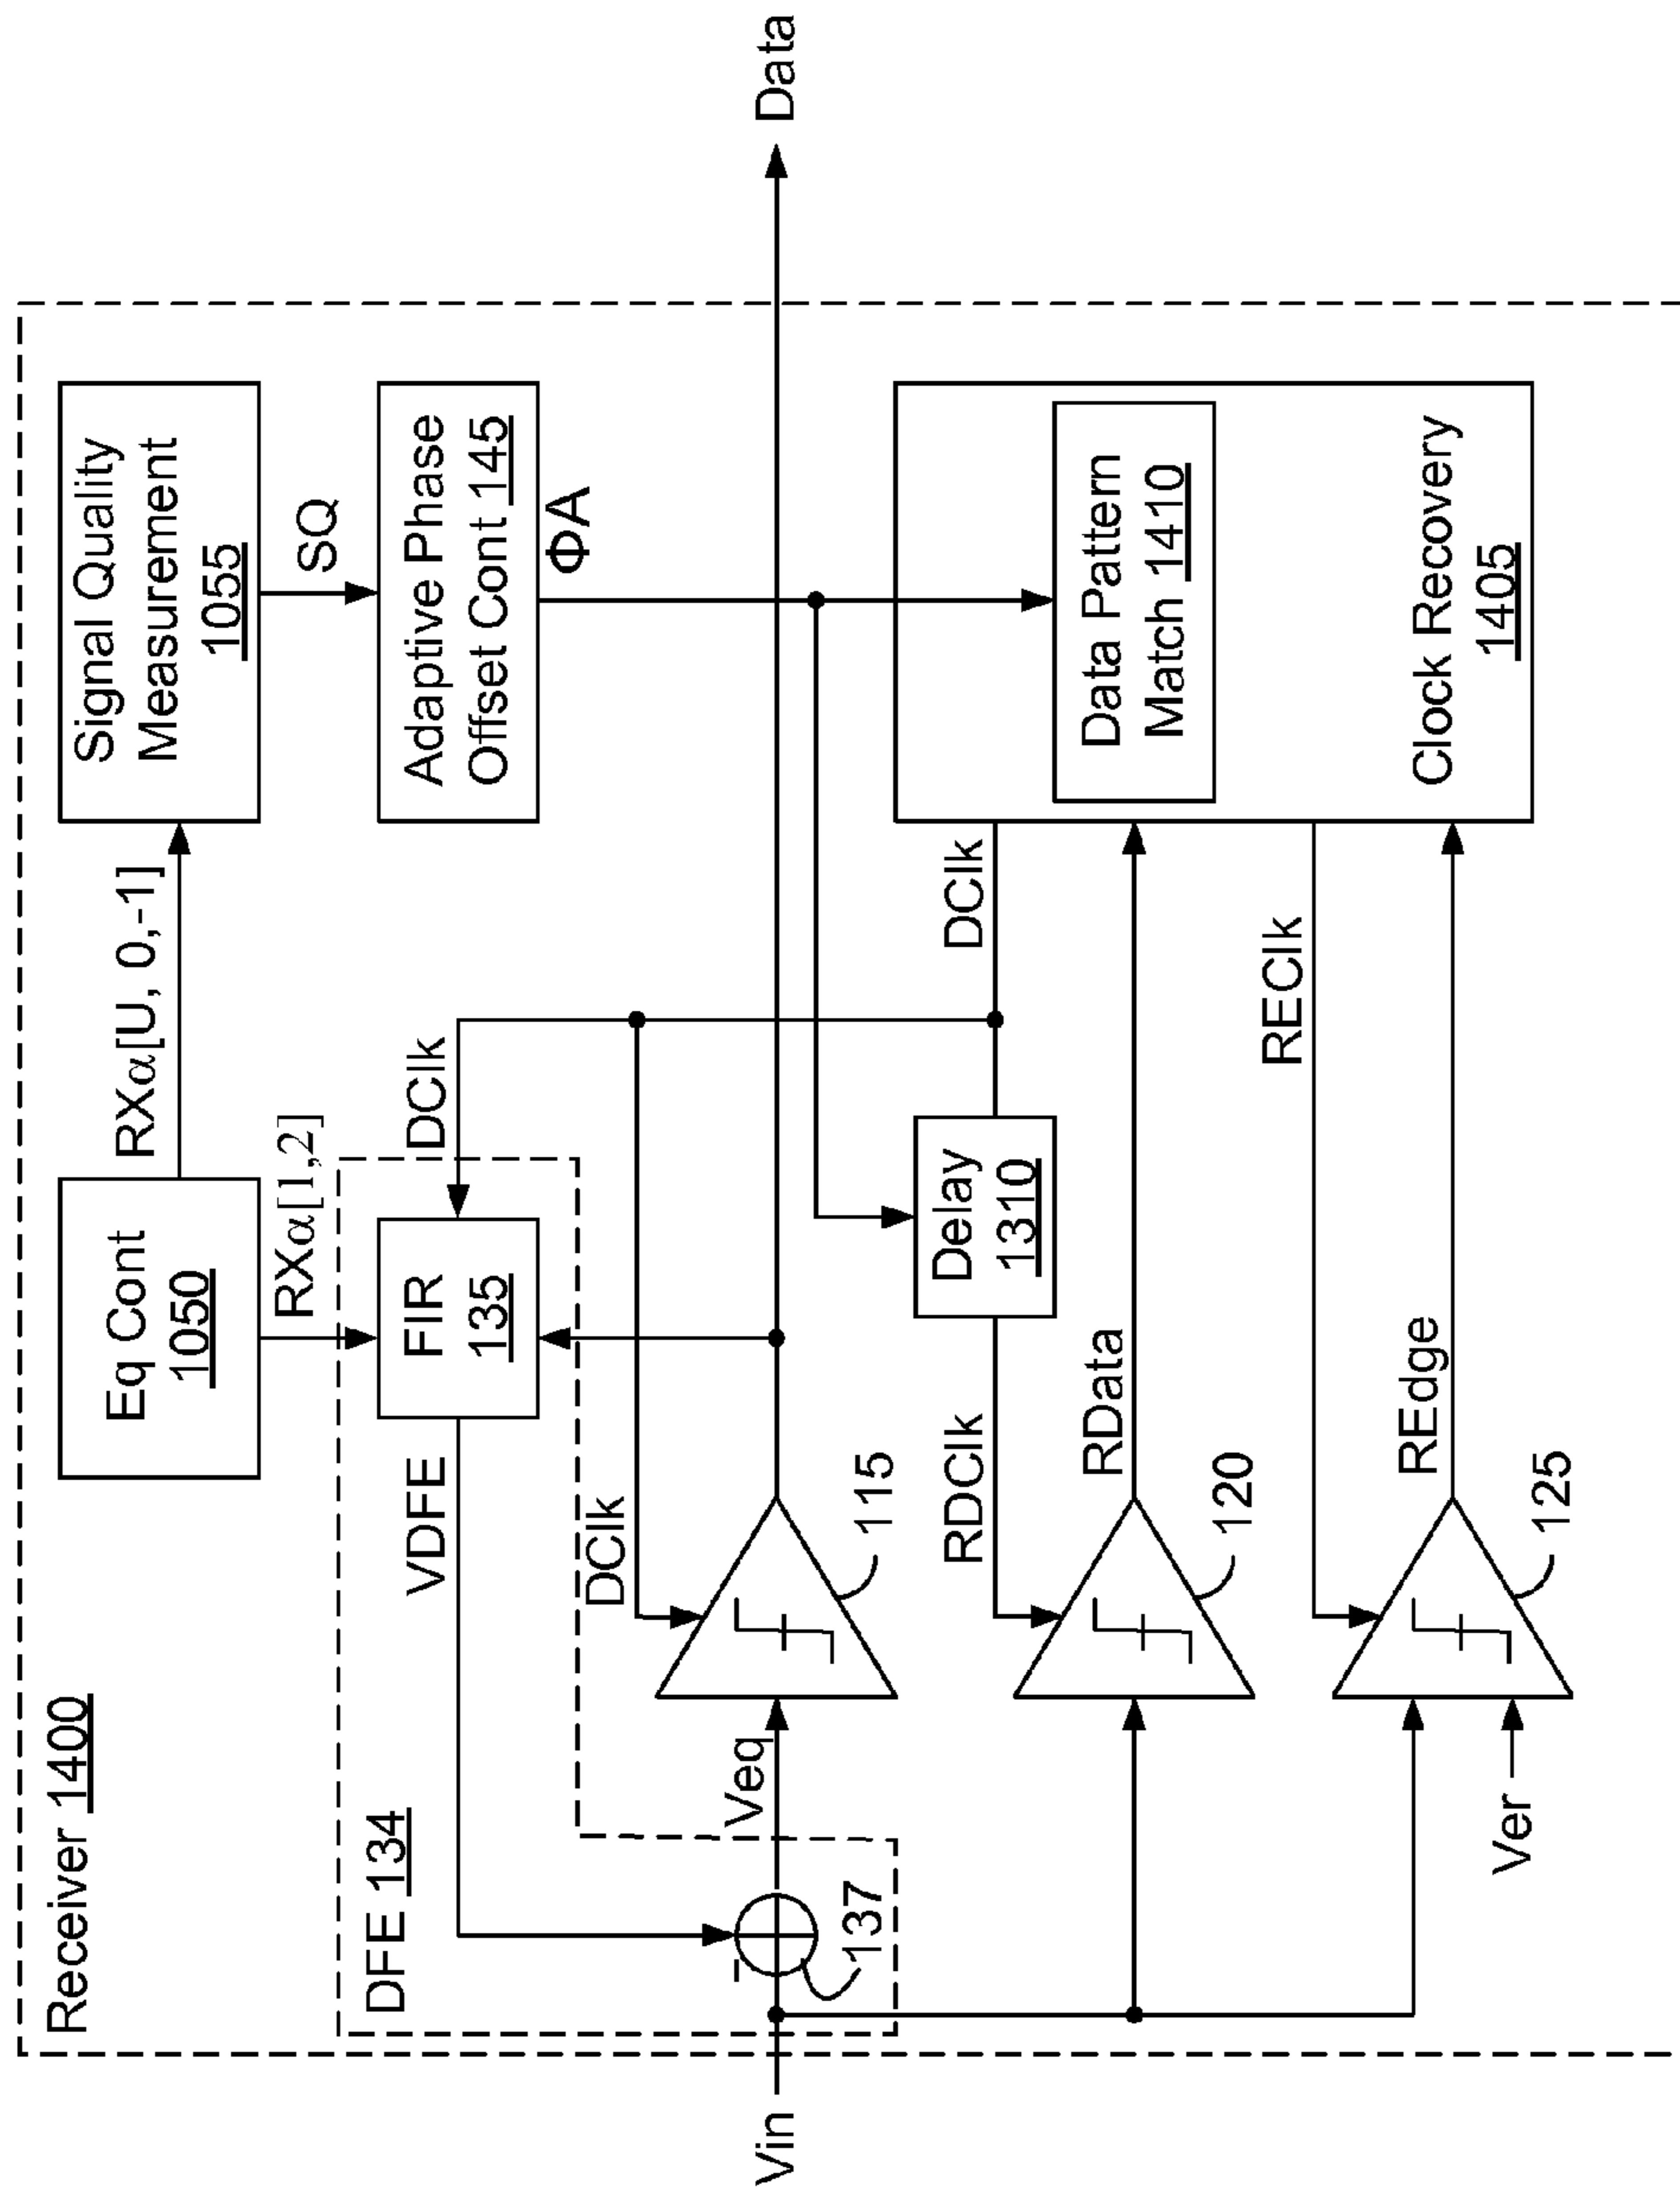 Receiver 1400
Eq Cont
1050
RXα[U, 0,-1]
Signal Quality
Measurement
1055
RXα[1,2]
SQ
DFE 134
VDFE
FIR
135
DClk
Adaptive Phase
Offset Cont 145
ΦA
DClk
Vin
137
Veq
115
Data
RDClk
Delay
1310
DClk
Data Pattern
Match 1410
120
RData
REClk
Clock Recovery
1405
Ver
125
REdge